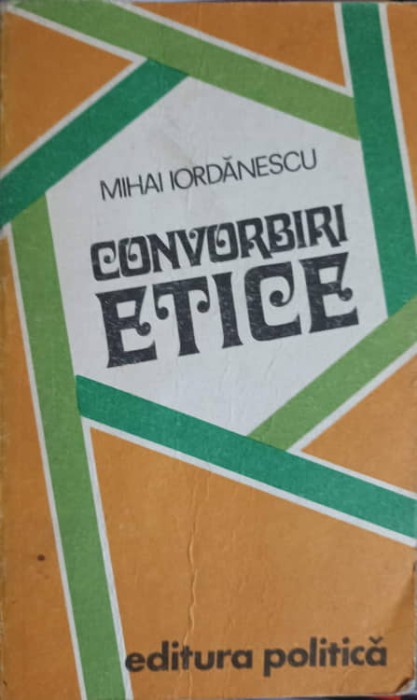 MIHAI IORDĂNESCU
CONVORBIRI
ETICE
editura politică